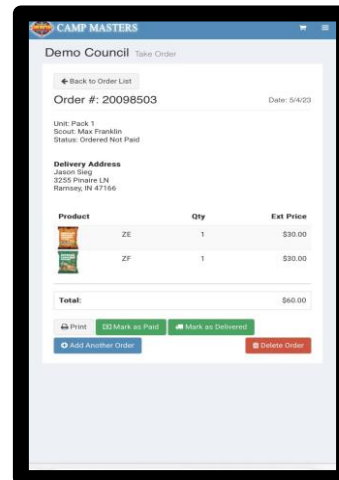 CAMP MASTERS
Demo Council Take Order
Back to Order List
Order #: 20098503 Date: 5/4/23
Unit: Pack 1
Scout: Max Franklin
Status: Ordered Not Paid
Delivery Address
Jason Sieg
3255 Pinaire LN
Ramsey, IN 47166
Product Qty Ext Price
ZE 1 $30.00
ZF 1 $30.00
Total: $60.00
Print Mark as Paid Mark as Delivered
Add Another Order Delete Order